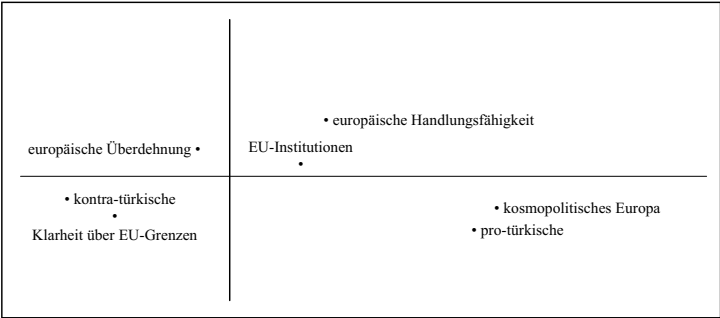 • europäische Handlungsfähigkeit
europäische Überdehnung •
EU-Institutionen
•
• kontra-türkische
•
Klarheit über EU-Grenzen
• kosmopolitisches Europa
• pro-türkische